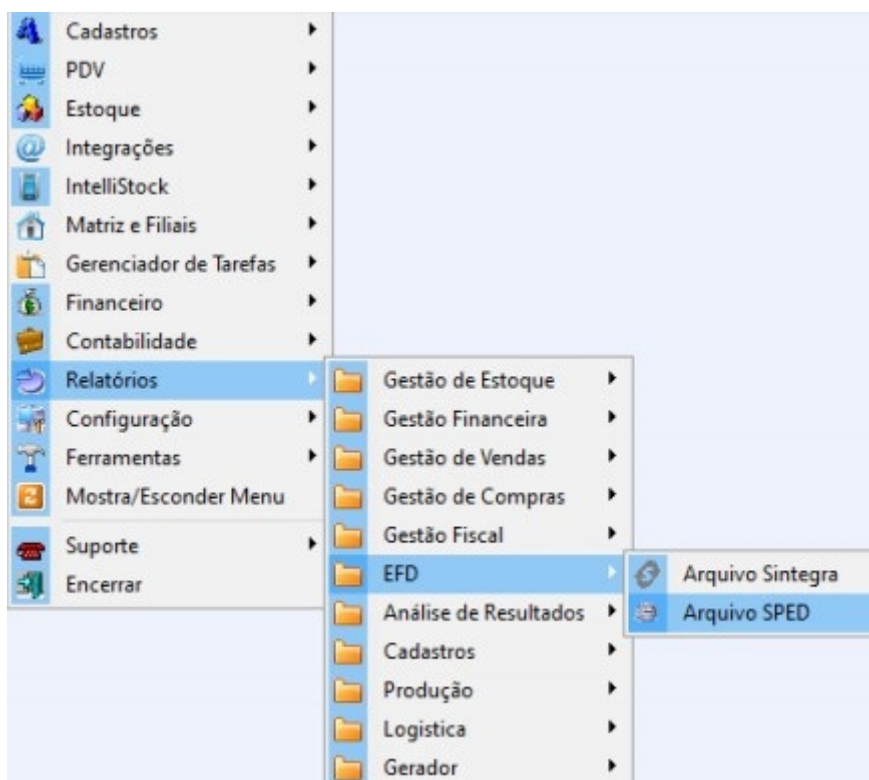 Cadastros
PDV
Estoque
Integrações
IntelliStock
Matriz e Filiais
Gerenciador de Tarefas
Financeiro
Contabilidade
Relatórios
Configuração
Ferramentas
Mostra/Esconder Menu
Suporte
Encerrar
Gestão de Estoque
Gestão Financeira
Gestão de Vendas
Gestão de Compras
Gestão Fiscal
EFD
Análise de Resultados
Cadastros
Produção
Logistica
Gerador
Arquivo Sintegra
Arquivo SPED